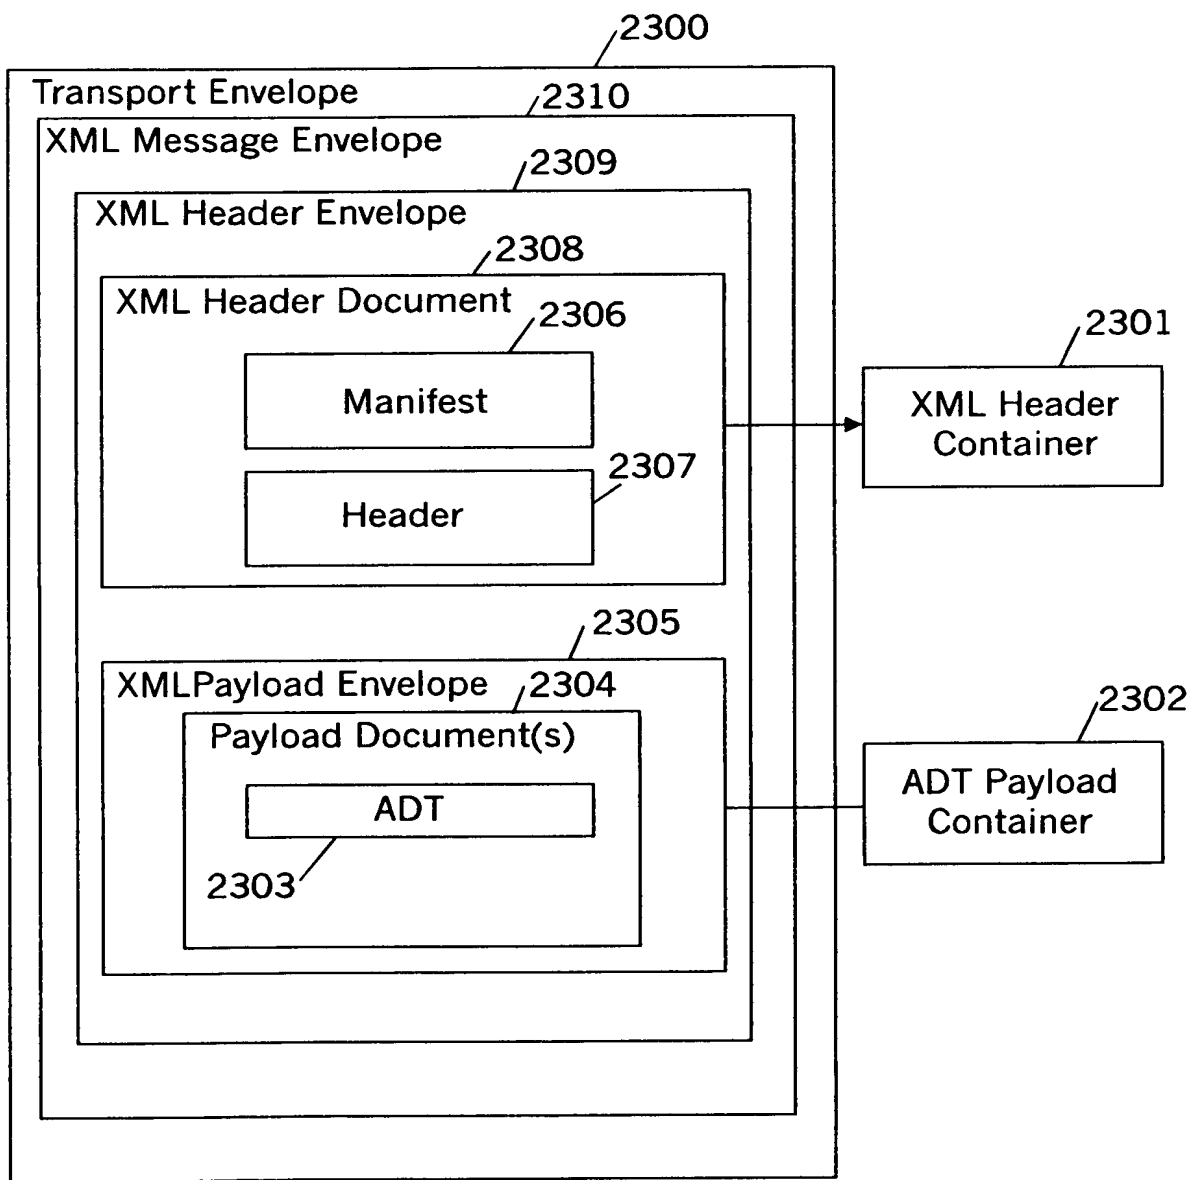 2300
Transport Envelope
2310
XML Message Envelope
2309
XML Header Envelope
2308
XML Header Document
2306
Manifest
2301
XML Header
Container
2307
Header
2305
XMLPayload Envelope
2304
Payload Document(s)
2302
ADT
ADT Payload
Container
2303